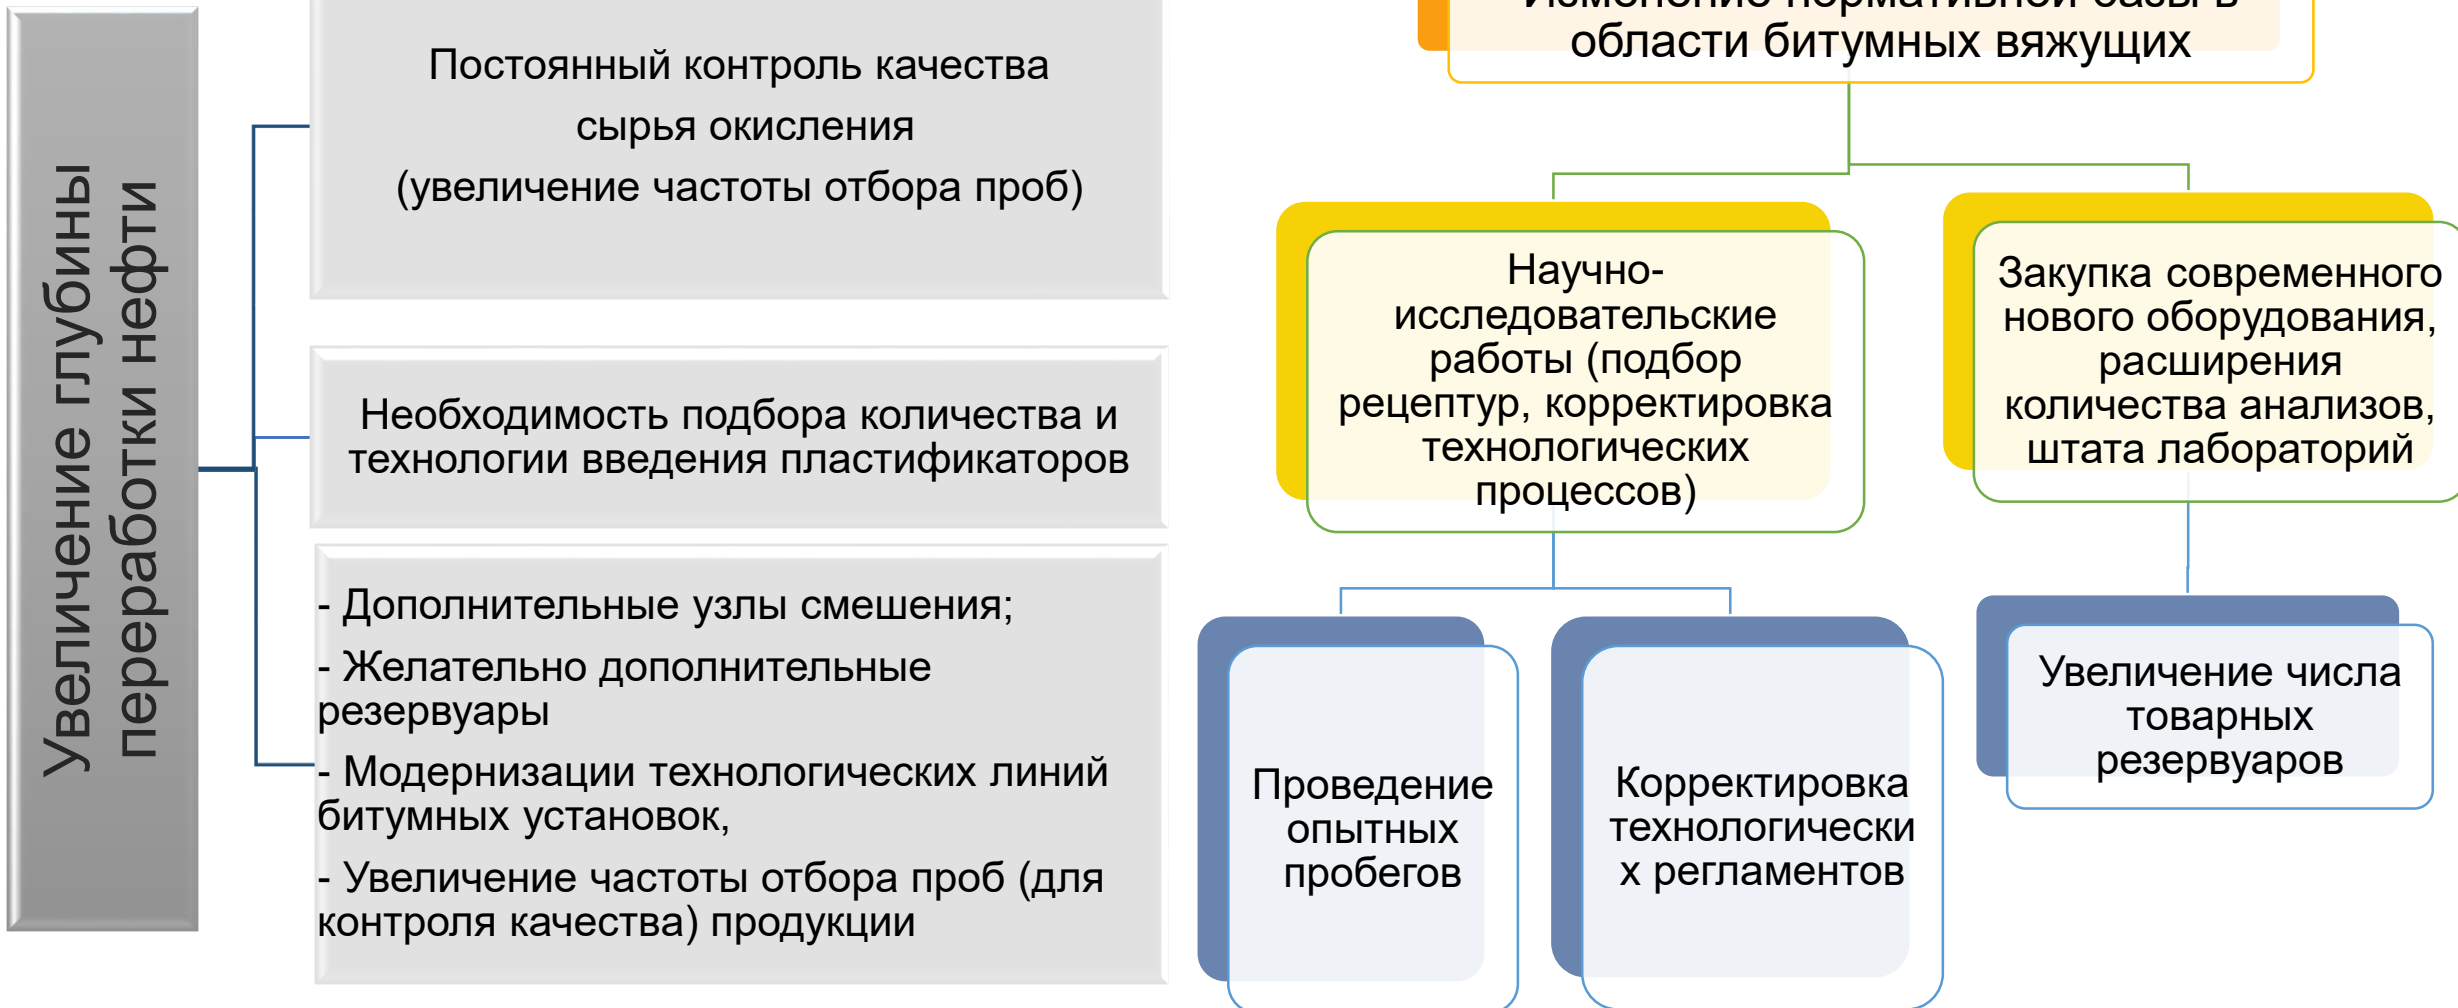 Увеличение глубины
переработки нефти
Постоянный контроль качества
сырья окисления
(увеличение частоты отбора проб)
Необходимость подбора количества и
технологии введения пластификаторов
- Дополнительные узлы смешения;
- Желательно дополнительные
резервуары
- Модернизации технологических линий
битумных установок,
- Увеличение частоты отбора проб (для
контроля качества) продукции
Изменение нормативной базы в
области битумных вяжущих
Научно-
исследовательские
работы (подбор
рецептур, корректировка
технологических
процессов)
Закупка современного
нового оборудования,
расширения
количества анализов,
штата лабораторий
Проведение
опытных
пробегов
Корректировка
технологически
х регламентов
Увеличение числа
товарных
резервуаров